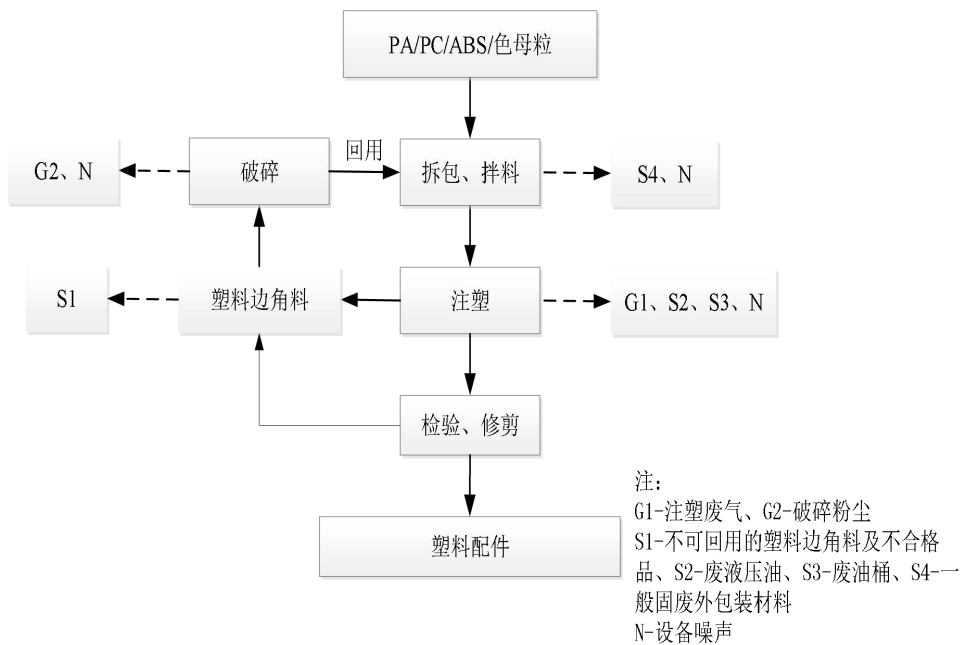 PA/PC/ABS/色母粒
G2、N
破碎
回用
拆包、拌料
S4、N
S1
塑料边角料
注塑
G1、S2、S3、N
检验、修剪
塑料配件
注:
G1-注塑废气、G2-破碎粉尘
S1-不可回用的塑料边角料及不合格
品、S2-废液压油、S3-废油桶、S4-一
般固废外包装材料
N-设备噪声